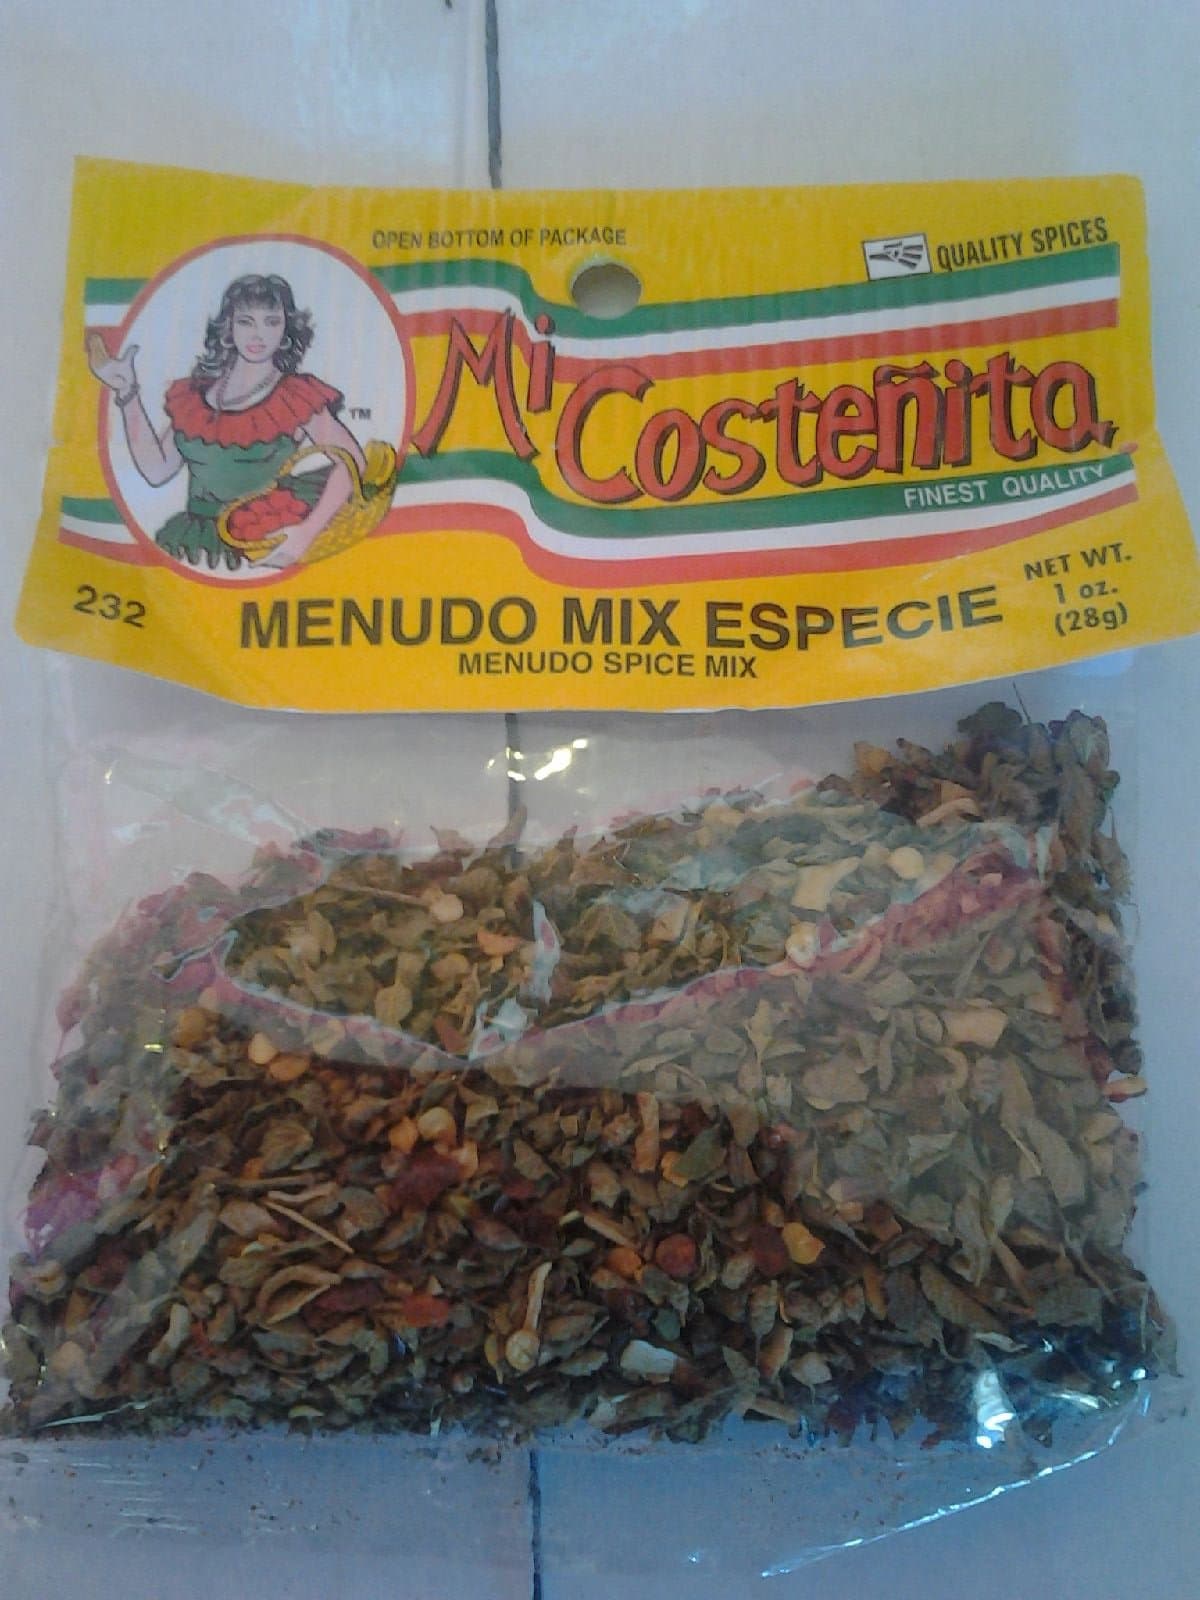 OPEN BOTTOM OF PACKAGE
QUALITY SPICES
Mi
Costeñita
TM
FINEST QUALITY
232
MENUDO MIX ESPECIE
MENUDO SPICE MIX
NET WT.
1 oz.
(28g)